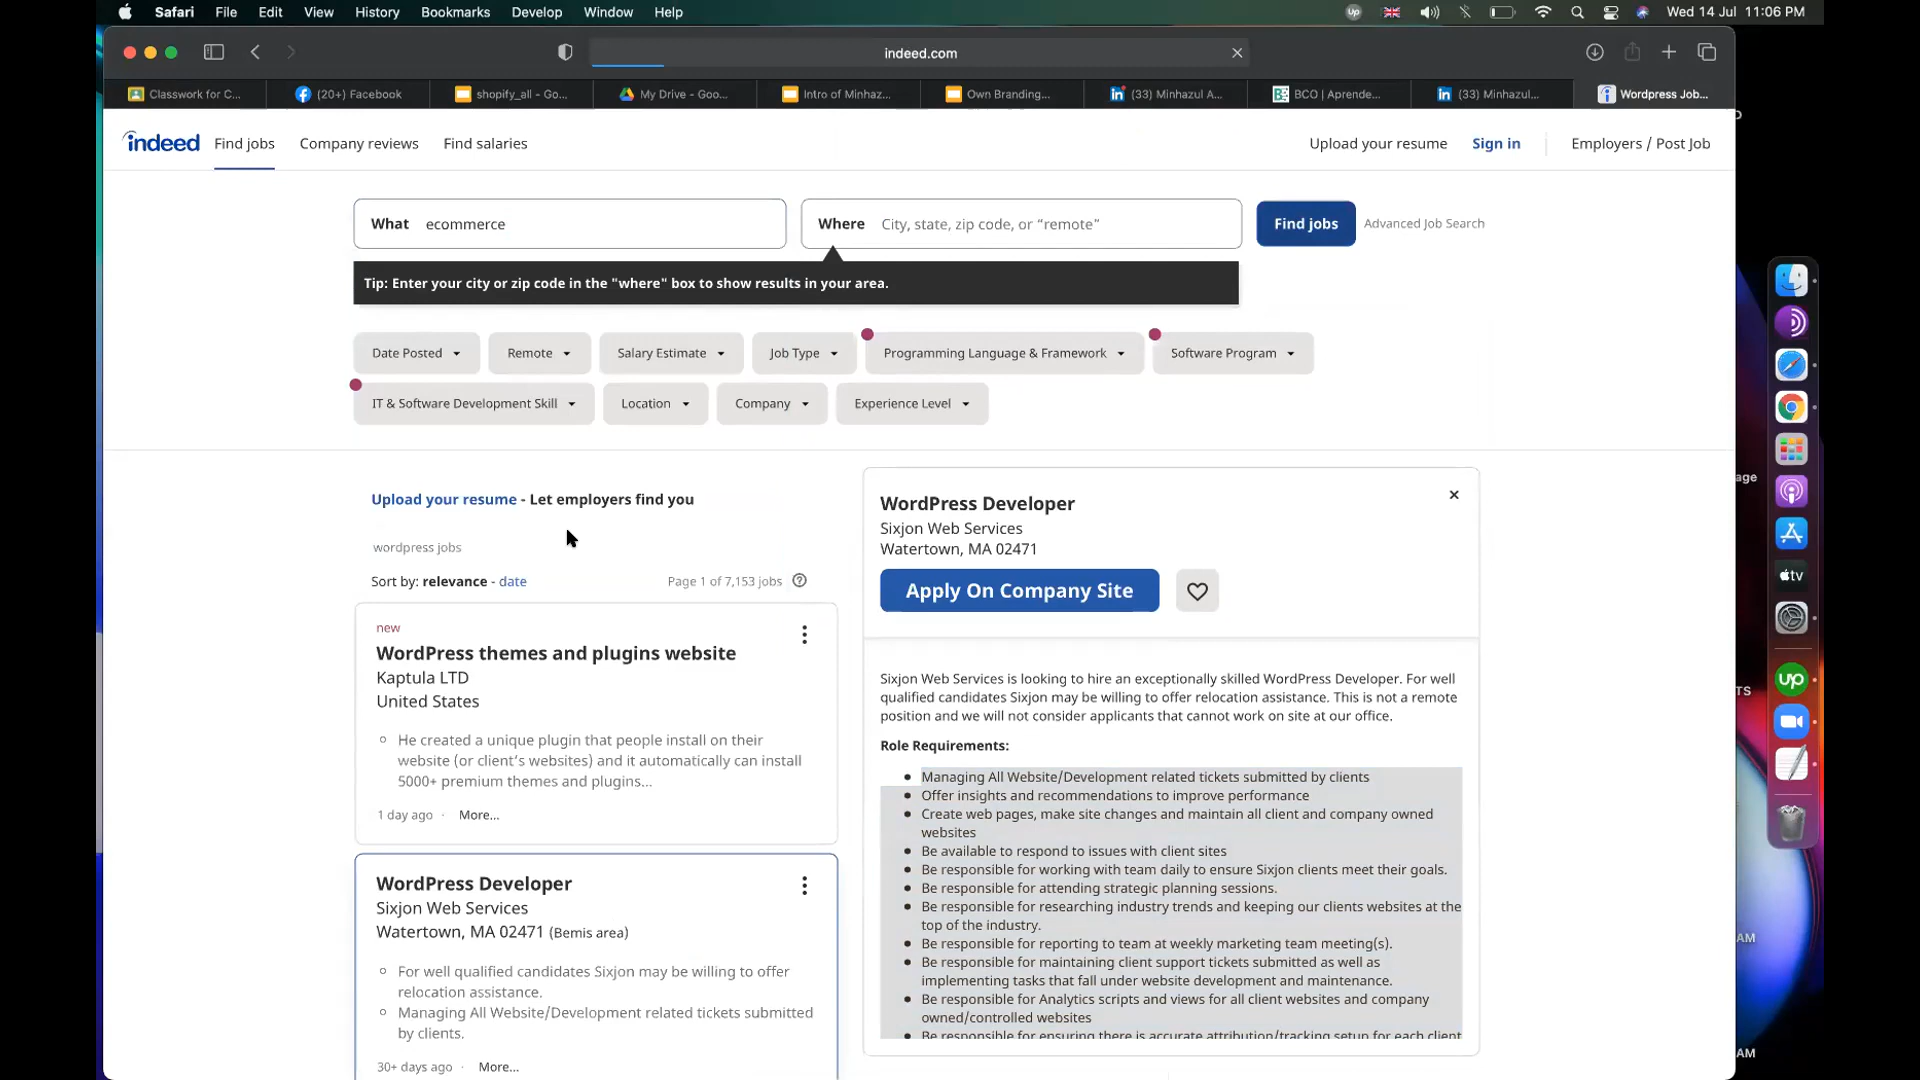 Safari File Edit View History Bookmarks Develop Window Help
Wed 14 Jul 11:06 PM
indeed.com
Classwork for C...
(20+) Facebook
shopify_all - Go...
My Drive - Goo...
Intro of Minhaz...
Own Branding...
(33) Minhazul A...
BCO | Aprende...
(33) Minhazul...
Wordpress Job...
indeed
Find jobs
Company reviews
Find salaries
Upload your resume
Sign in
Employers / Post Job
What ecommerce
Where City, state, zip code, or “remote”
Find jobs
Advanced Job Search
Tip: Enter your city or zip code in the "where" box to show results in your area.
Date Posted
Remote
Salary Estimate
Job Type
Programming Language & Framework
Software Program
IT & Software Development Skill
Location
Company
Experience Level
Upload your resume - Let employers find you
wordpress jobs
Sort by: relevance - date
Page 1 of 7,153 jobs
new
WordPress themes and plugins website
Kaptula LTD
United States
He created a unique plugin that people install on their
website (or client’s websites) and it automatically can install
5000+ premium themes and plugins...
1 day ago · More...
WordPress Developer
Sixjon Web Services
Watertown, MA 02471 (Bemis area)
For well qualified candidates Sixjon may be willing to offer
relocation assistance.
Managing All Website/Development related tickets submitted
by clients.
30+ days ago · More...
WordPress Developer
Sixjon Web Services
Watertown, MA 02471
Apply On Company Site
Sixjon Web Services is looking to hire an exceptionally skilled WordPress Developer. For well
qualified candidates Sixjon may be willing to offer relocation assistance. This is not a remote
position and we will not consider applicants that cannot work on site at our office.
Role Requirements:
Managing All Website/Development related tickets submitted by clients
Offer insights and recommendations to improve performance
Create web pages, make site changes and maintain all client and company owned
websites
Be available to respond to issues with client sites
Be responsible for working with team daily to ensure Sixjon clients meet their goals.
Be responsible for attending strategic planning sessions.
Be responsible for researching industry trends and keeping our clients websites at the
top of the industry.
Be responsible for reporting to team at weekly marketing team meeting(s).
Be responsible for maintaining client support tickets submitted as well as
implementing tasks that fall under website development and maintenance.
Be responsible for Analytics scripts and views for all client websites and company
owned/controlled websites
Be responsible for ensuring there is accurate attribution/tracking setup for each client
tv
up
AM
AM